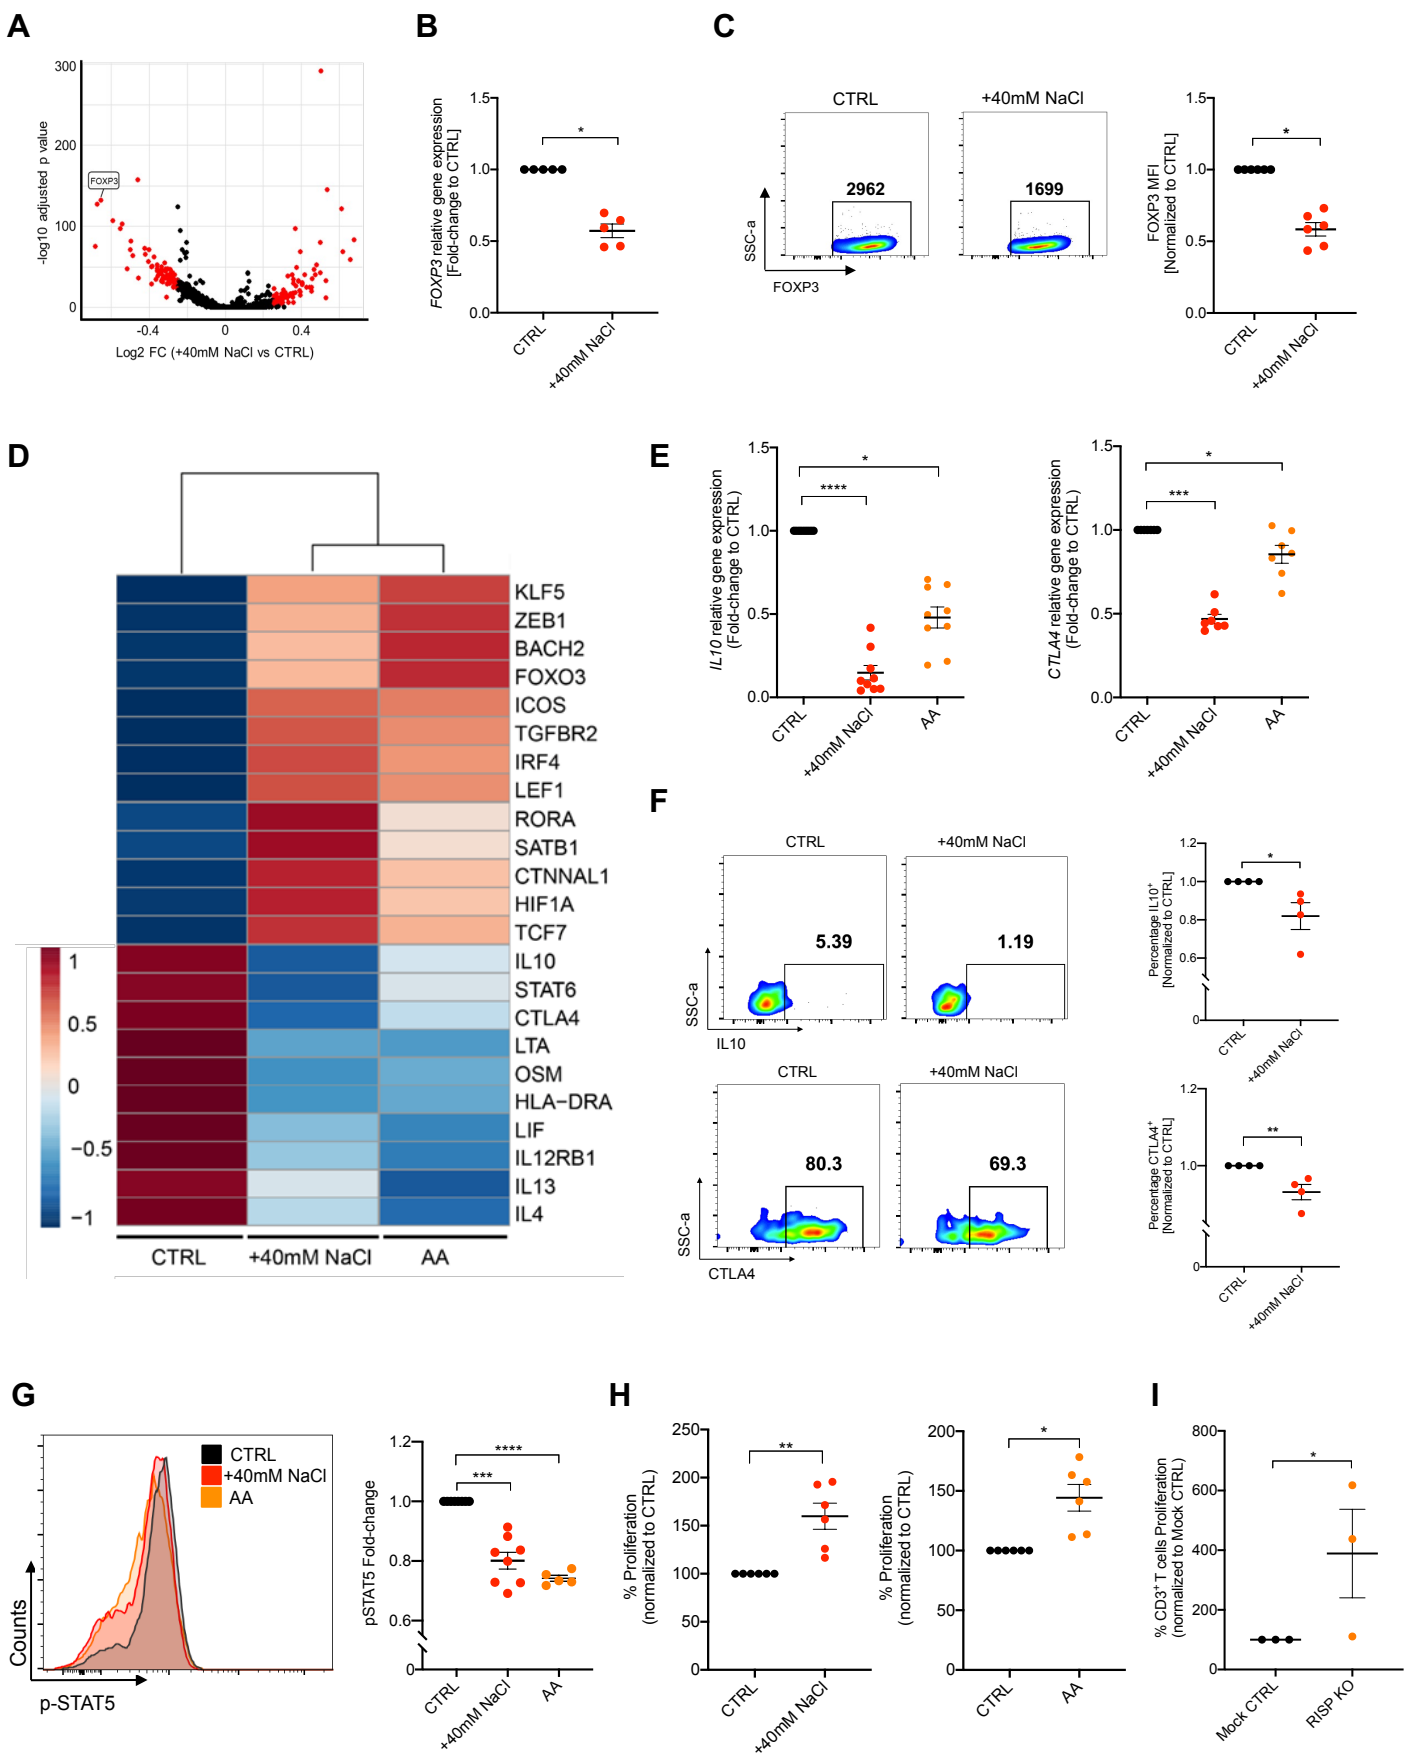 A
300
200
100
0
-log10 adjusted p value
FOXP3
-0.4
0
0.4
Log2 FC (+40mM NaCl vs CTRL)
B
FOXP3 relative gene expression
[Fold-change to CTRL]
1.5
1.0
0.5
0.0
*
CTRL
+40mM NaCl
C
CTRL
+40mM NaCl
2962
1699
SSC-a
FOXP3
FOXP3 MFI
[Normalized to CTRL]
1.5
1.0
0.5
0.0
*
CTRL
+40mM NaCl
D
KLF5
ZEB1
BACH2
FOXO3
ICOS
TGFBR2
IRF4
LEF1
RORA
SATB1
CTNNAL1
HIF1A
TCF7
IL10
STAT6
CTLA4
LTA
OSM
HLA-DRA
LIF
IL12RB1
IL13
IL4
1
0.5
0
-0.5
-1
CTRL
+40mM NaCl
AA
E
IL10 relative gene expression
(Fold-change to CTRL)
1.5
1.0
0.5
0.0
*
****
CTRL
+40mM NaCl
AA
CTLA4 relative gene expression
(Fold-change to CTRL)
1.5
1.0
0.5
0.0
*
***
CTRL
+40mM NaCl
AA
F
CTRL
+40mM NaCl
5.39
1.19
SSC-a
IL10
Percentage IL10+
[Normalized to CTRL]
1.2
1.0
0.8
0.6
0
*
CTRL
+40mM NaCl
CTRL
+40mM NaCl
80.3
69.3
SSC-a
CTLA4
Percentage CTLA4+
[Normalized to CTRL]
1.2
1.0
0
**
CTRL
+40mM NaCl
G
CTRL
+40mM NaCl
AA
Counts
p-STAT5
pSTAT5 Fold-change
1.2
1.0
0.8
0.6
0
****
***
CTRL
+40mM NaCl
AA
H
% Proliferation
(normalized to CTRL)
250
200
150
100
50
0
**
CTRL
+40mM NaCl
% Proliferation
(normalized to CTRL)
200
150
100
50
0
*
CTRL
AA
I
% CD3+ T cells Proliferation
(normalized to Mock CTRL)
800
600
400
200
0
*
Mock CTRL
RISP KO